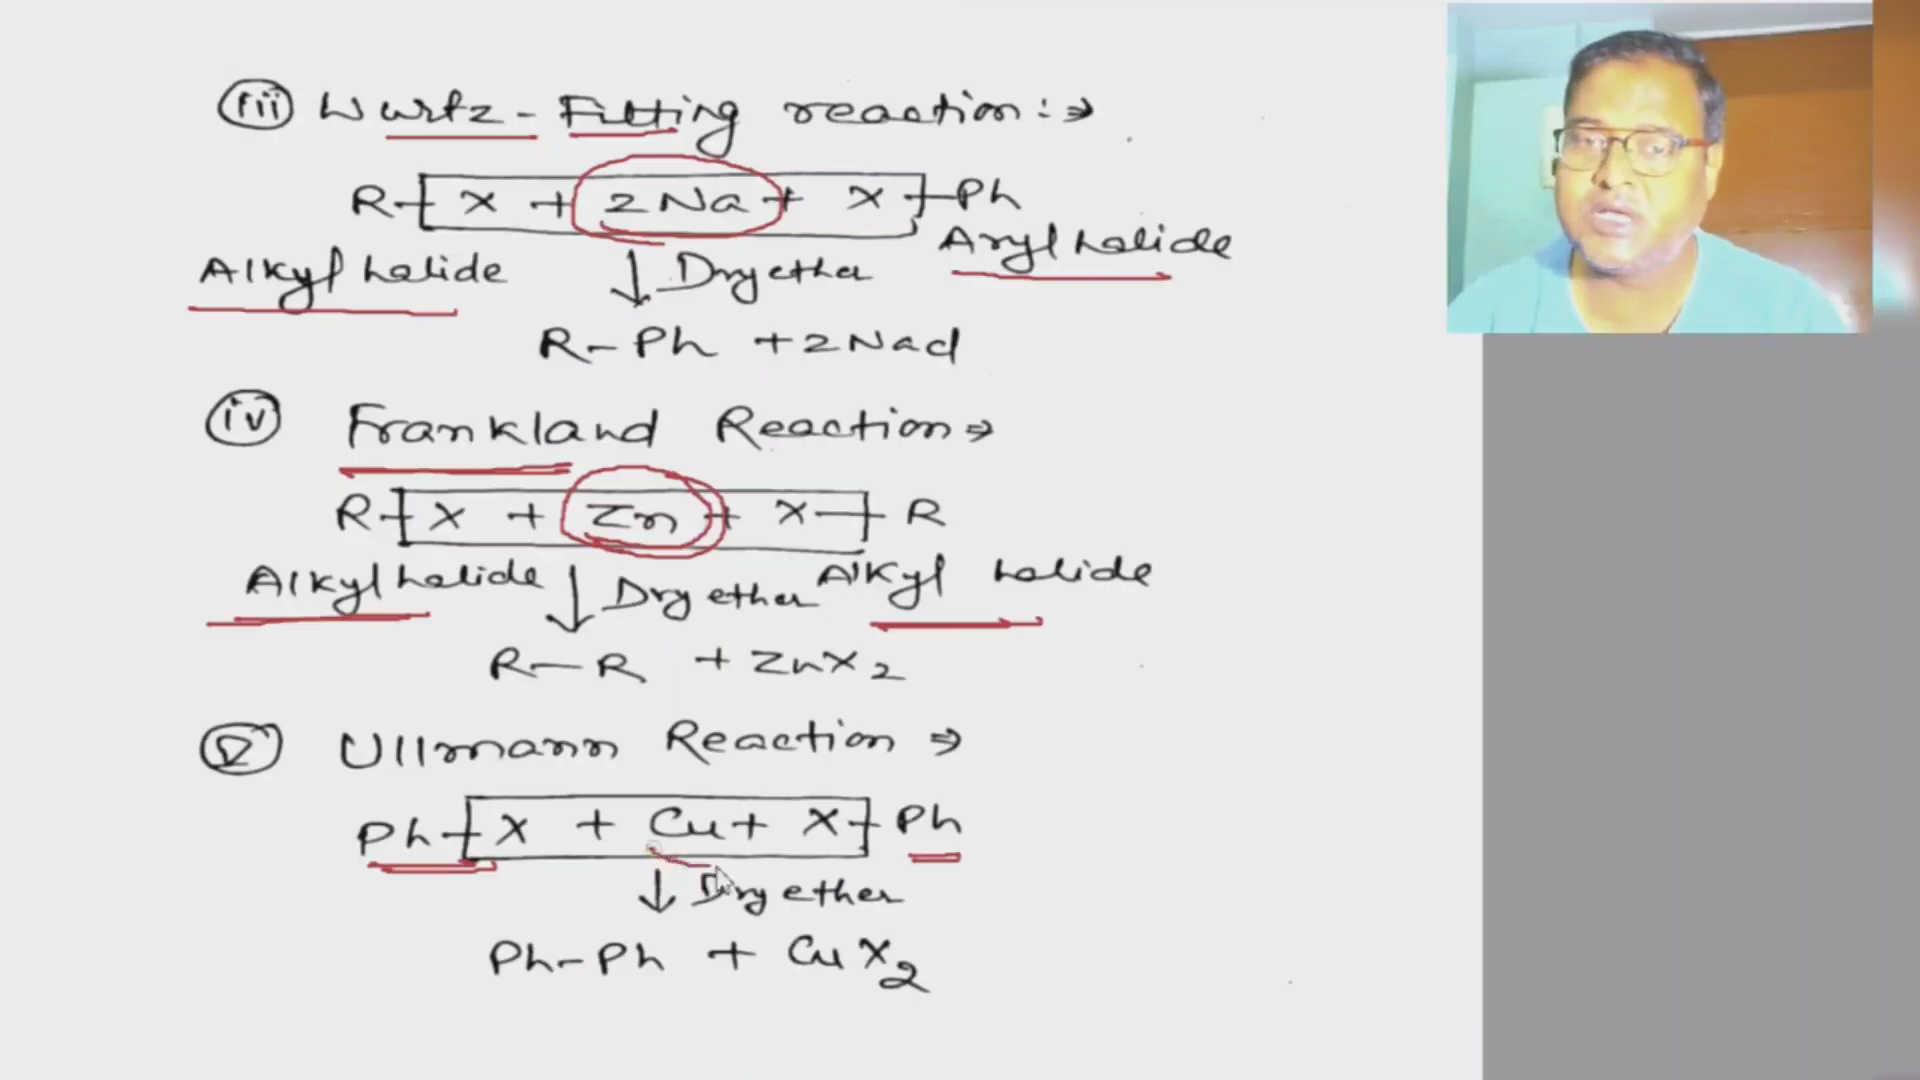 (iii) Wurtz-Fitting reaction:⇒
R-X + 2Na + X-Ph
Alkyl halide ↓ Dry ether Aryl halide
R-Ph + 2NaCl
(iv) Frankland Reaction⇒
R-X + Zn + X-R
Alkyl halide ↓ Dry ether Alkyl halide
R-R + ZnX2
(V) Ullmann Reaction ⇒
Ph-X + Cu + X-Ph
↓ Dry ether
Ph-Ph + CuX2